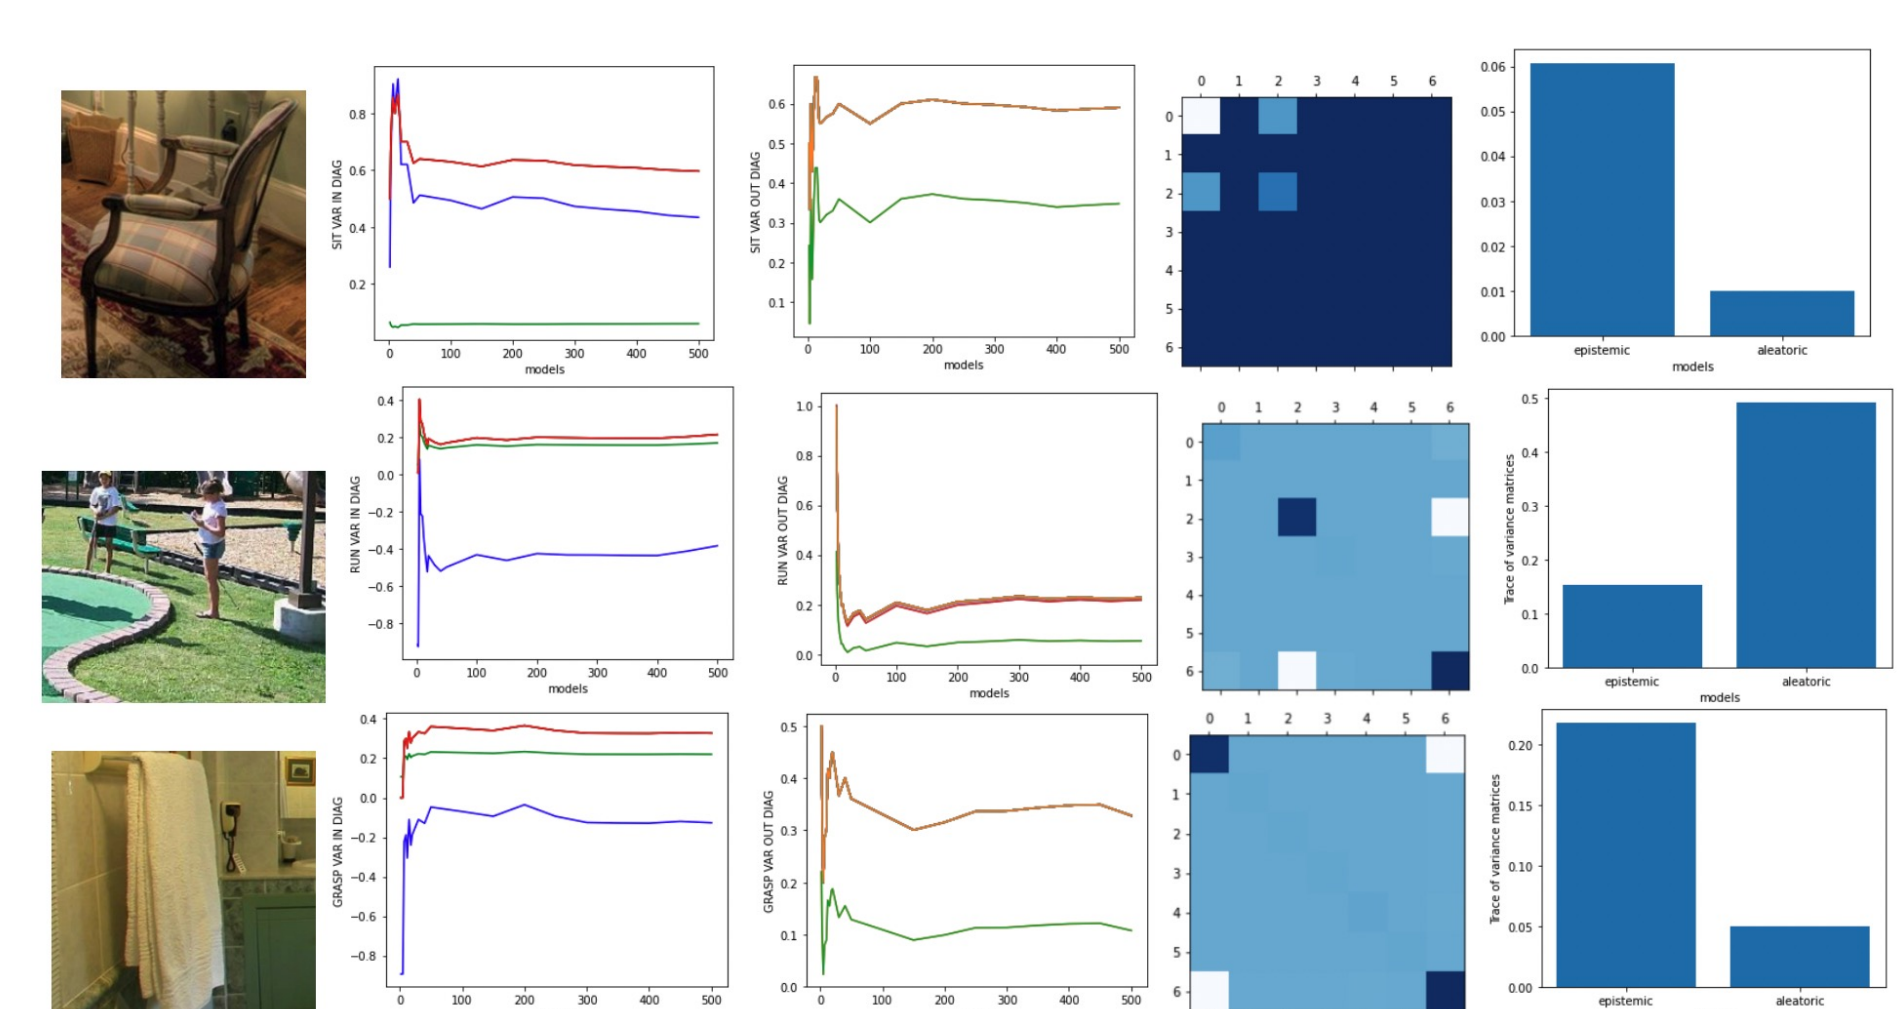 SIT VAR IN DIAG
0.8
0.6
0.4
0.2
0 100 200 300 400 500
models
SIT VAR OUT DIAG
0.6
0.5
0.4
0.3
0.2
0.1
0 100 200 300 400 500
models
0 1 2 3 4 5 6
0
1
2
3
4
5
6
0.06
0.05
0.04
0.03
0.02
0.01
0.00
epistemic aleatoric
models
RUN VAR IN DIAG
0.4
0.2
0.0
−0.2
−0.4
−0.6
−0.8
0 100 200 300 400 500
models
RUN VAR OUT DIAG
1.0
0.8
0.6
0.4
0.2
0.0
0 100 200 300 400 500
models
0 1 2 3 4 5 6
0
1
2
3
4
5
6
Trace of variance matrices
0.5
0.4
0.3
0.2
0.1
0.0
epistemic aleatoric
models
GRASP VAR IN DIAG
0.4
0.2
0.0
−0.2
−0.4
−0.6
−0.8
0 100 200 300 400 500
GRASP VAR OUT DIAG
0.5
0.4
0.3
0.2
0.1
0.0
0 100 200 300 400 500
0 1 2 3 4 5 6
0
1
2
3
4
5
6
Trace of variance matrices
0.20
0.15
0.10
0.05
0.00
epistemic aleatoric